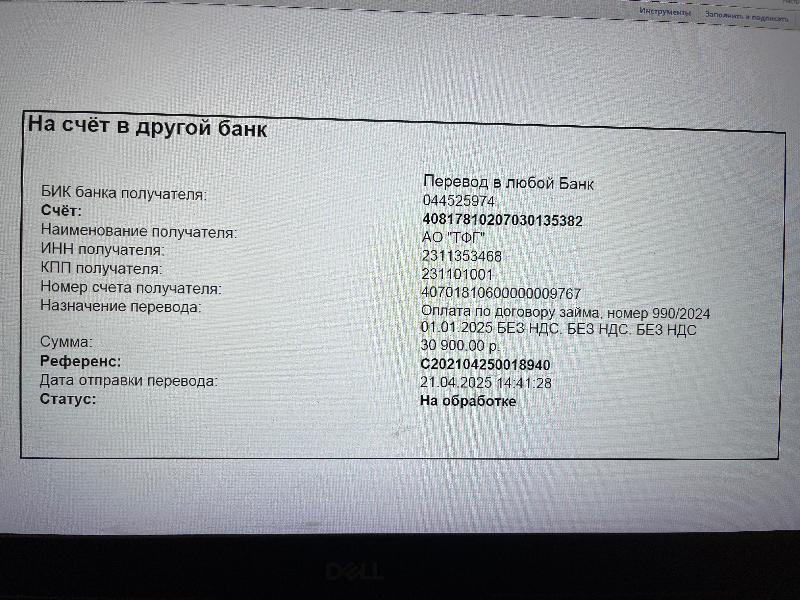 Инструменты Заполнить и подписать
На счёт в другой банк
Перевод в любой Банк
БИК банка получателя: 044525974
Счёт: 40817810207030135382
Наименование получателя: АО "ТФГ"
ИНН получателя: 2311353468
КПП получателя: 231101001
Номер счета получателя: 40701810600000009767
Назначение перевода: Оплата по договору займа, номер 990/2024
01.01.2025 БЕЗ НДС. БЕЗ НДС. БЕЗ НДС
Сумма: 30 900.00 р.
Референс: C202104250018940
Дата отправки перевода: 21.04.2025 14:41:28
Статус: На обработке
DELL